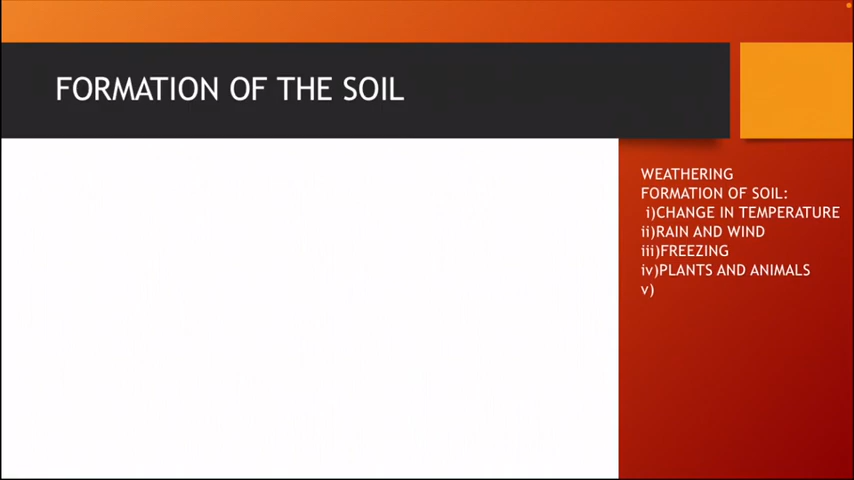 FORMATION OF THE SOIL
WEATHERING
FORMATION OF SOIL:
i)CHANGE IN TEMPERATURE
ii)RAIN AND WIND
iii)FREEZING
iv)PLANTS AND ANIMALS
v)